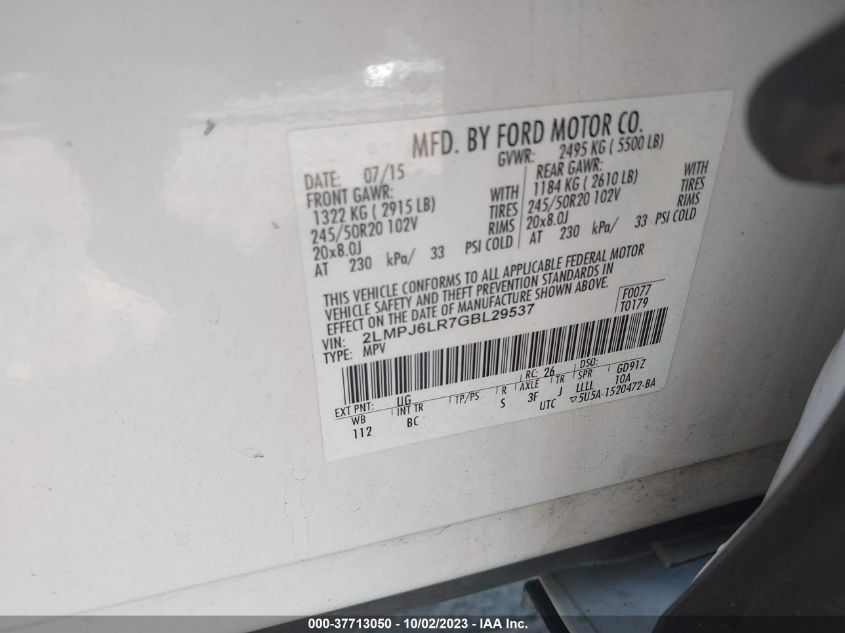 MFD. BY FORD MOTOR CO.
DATE: 07/15 GVWR: 2495 KG ( 5500 LB)
FRONT GAWR: REAR GAWR:
1322 KG ( 2915 LB) WITH 1184 KG ( 2610 LB) WITH
245/50R20 102V TIRES 245/50R20 102V TIRES
20x8.0J RIMS 20x8.0J RIMS
AT 230 kPa/ 33 PSI COLD AT 230 kPa/ 33 PSI COLD
THIS VEHICLE CONFORMS TO ALL APPLICABLE FEDERAL MOTOR
VEHICLE SAFETY AND THEFT PREVENTION STANDARDS IN
EFFECT ON THE DATE OF MANUFACTURE SHOWN ABOVE.
VIN: 2LMPJ6LR7GBL29537 F0077
TYPE: MPV T0179
EXT PNT: UG RC: 26 DSO: GD91Z
WB INT TR TP/PS R AXLE TR SPR 10A
112 BC S 3F J LLLL
UTC ▽5U5A-1520472-BA
000-37713050 - 10/02/2023 - IAA Inc.